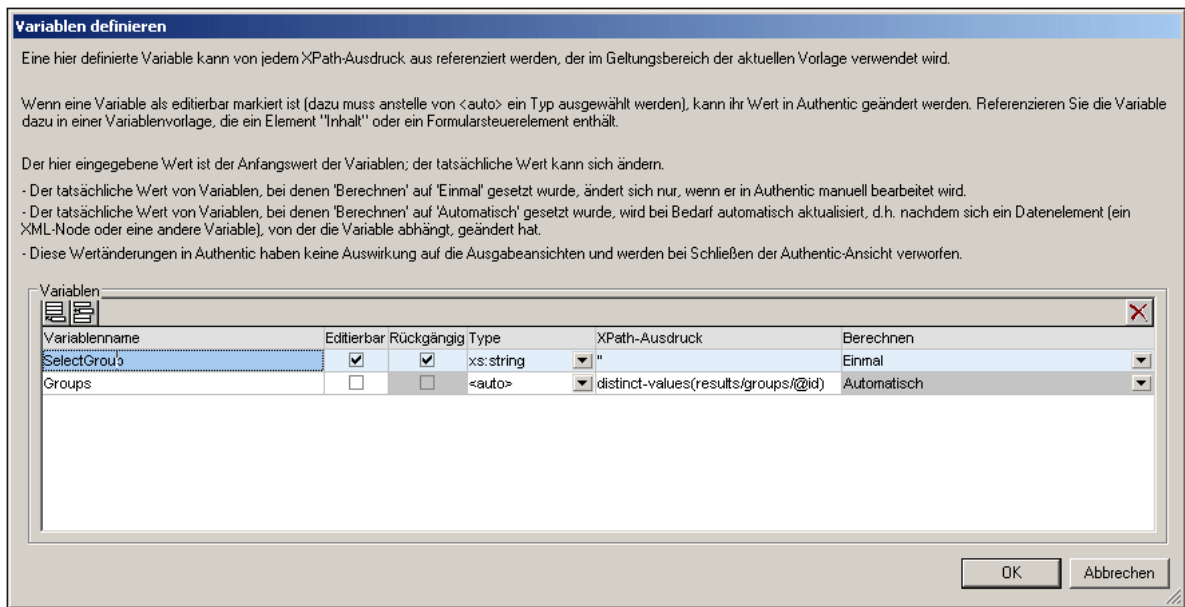 Variablen definieren
Eine hier definierte Variable kann von jedem XPath-Ausdruck aus referenziert werden, der im Geltungsbereich der aktuellen Vorlage verwendet wird.
Wenn eine Variable als editierbar markiert ist (dazu muss anstelle von <auto> ein Typ ausgewählt werden), kann ihr Wert in Authentic geändert werden. Referenzieren Sie die Variable
dazu in einer Variablenvorlage, die ein Element "Inhalt" oder ein Formularsteuerelement enthält.
Der hier eingegebene Wert ist der Anfangswert der Variablen; der tatsächliche Wert kann sich ändern.
- Der tatsächliche Wert von Variablen, bei denen 'Berechnen' auf 'Einmal' gesetzt wurde, ändert sich nur, wenn er in Authentic manuell bearbeitet wird.
- Der tatsächliche Wert von Variablen, bei denen 'Berechnen' auf 'Automatisch' gesetzt wurde, wird bei Bedarf automatisch aktualisiert, d.h. nachdem sich ein Datenelement (ein
XML-Node oder eine andere Variable), von der die Variable abhängt, geändert hat.
- Diese Wertänderungen in Authentic haben keine Auswirkung auf die Ausgabeansichten und werden bei Schließen der Authentic-Ansicht verworfen.
Variablen
Variablenname Editierbar Rückgängig Type XPath-Ausdruck Berechnen
SelectGroup xs:string '' Einmal
Groups <auto> distinct-values(results/groups/@id) Automatisch
OK Abbrechen